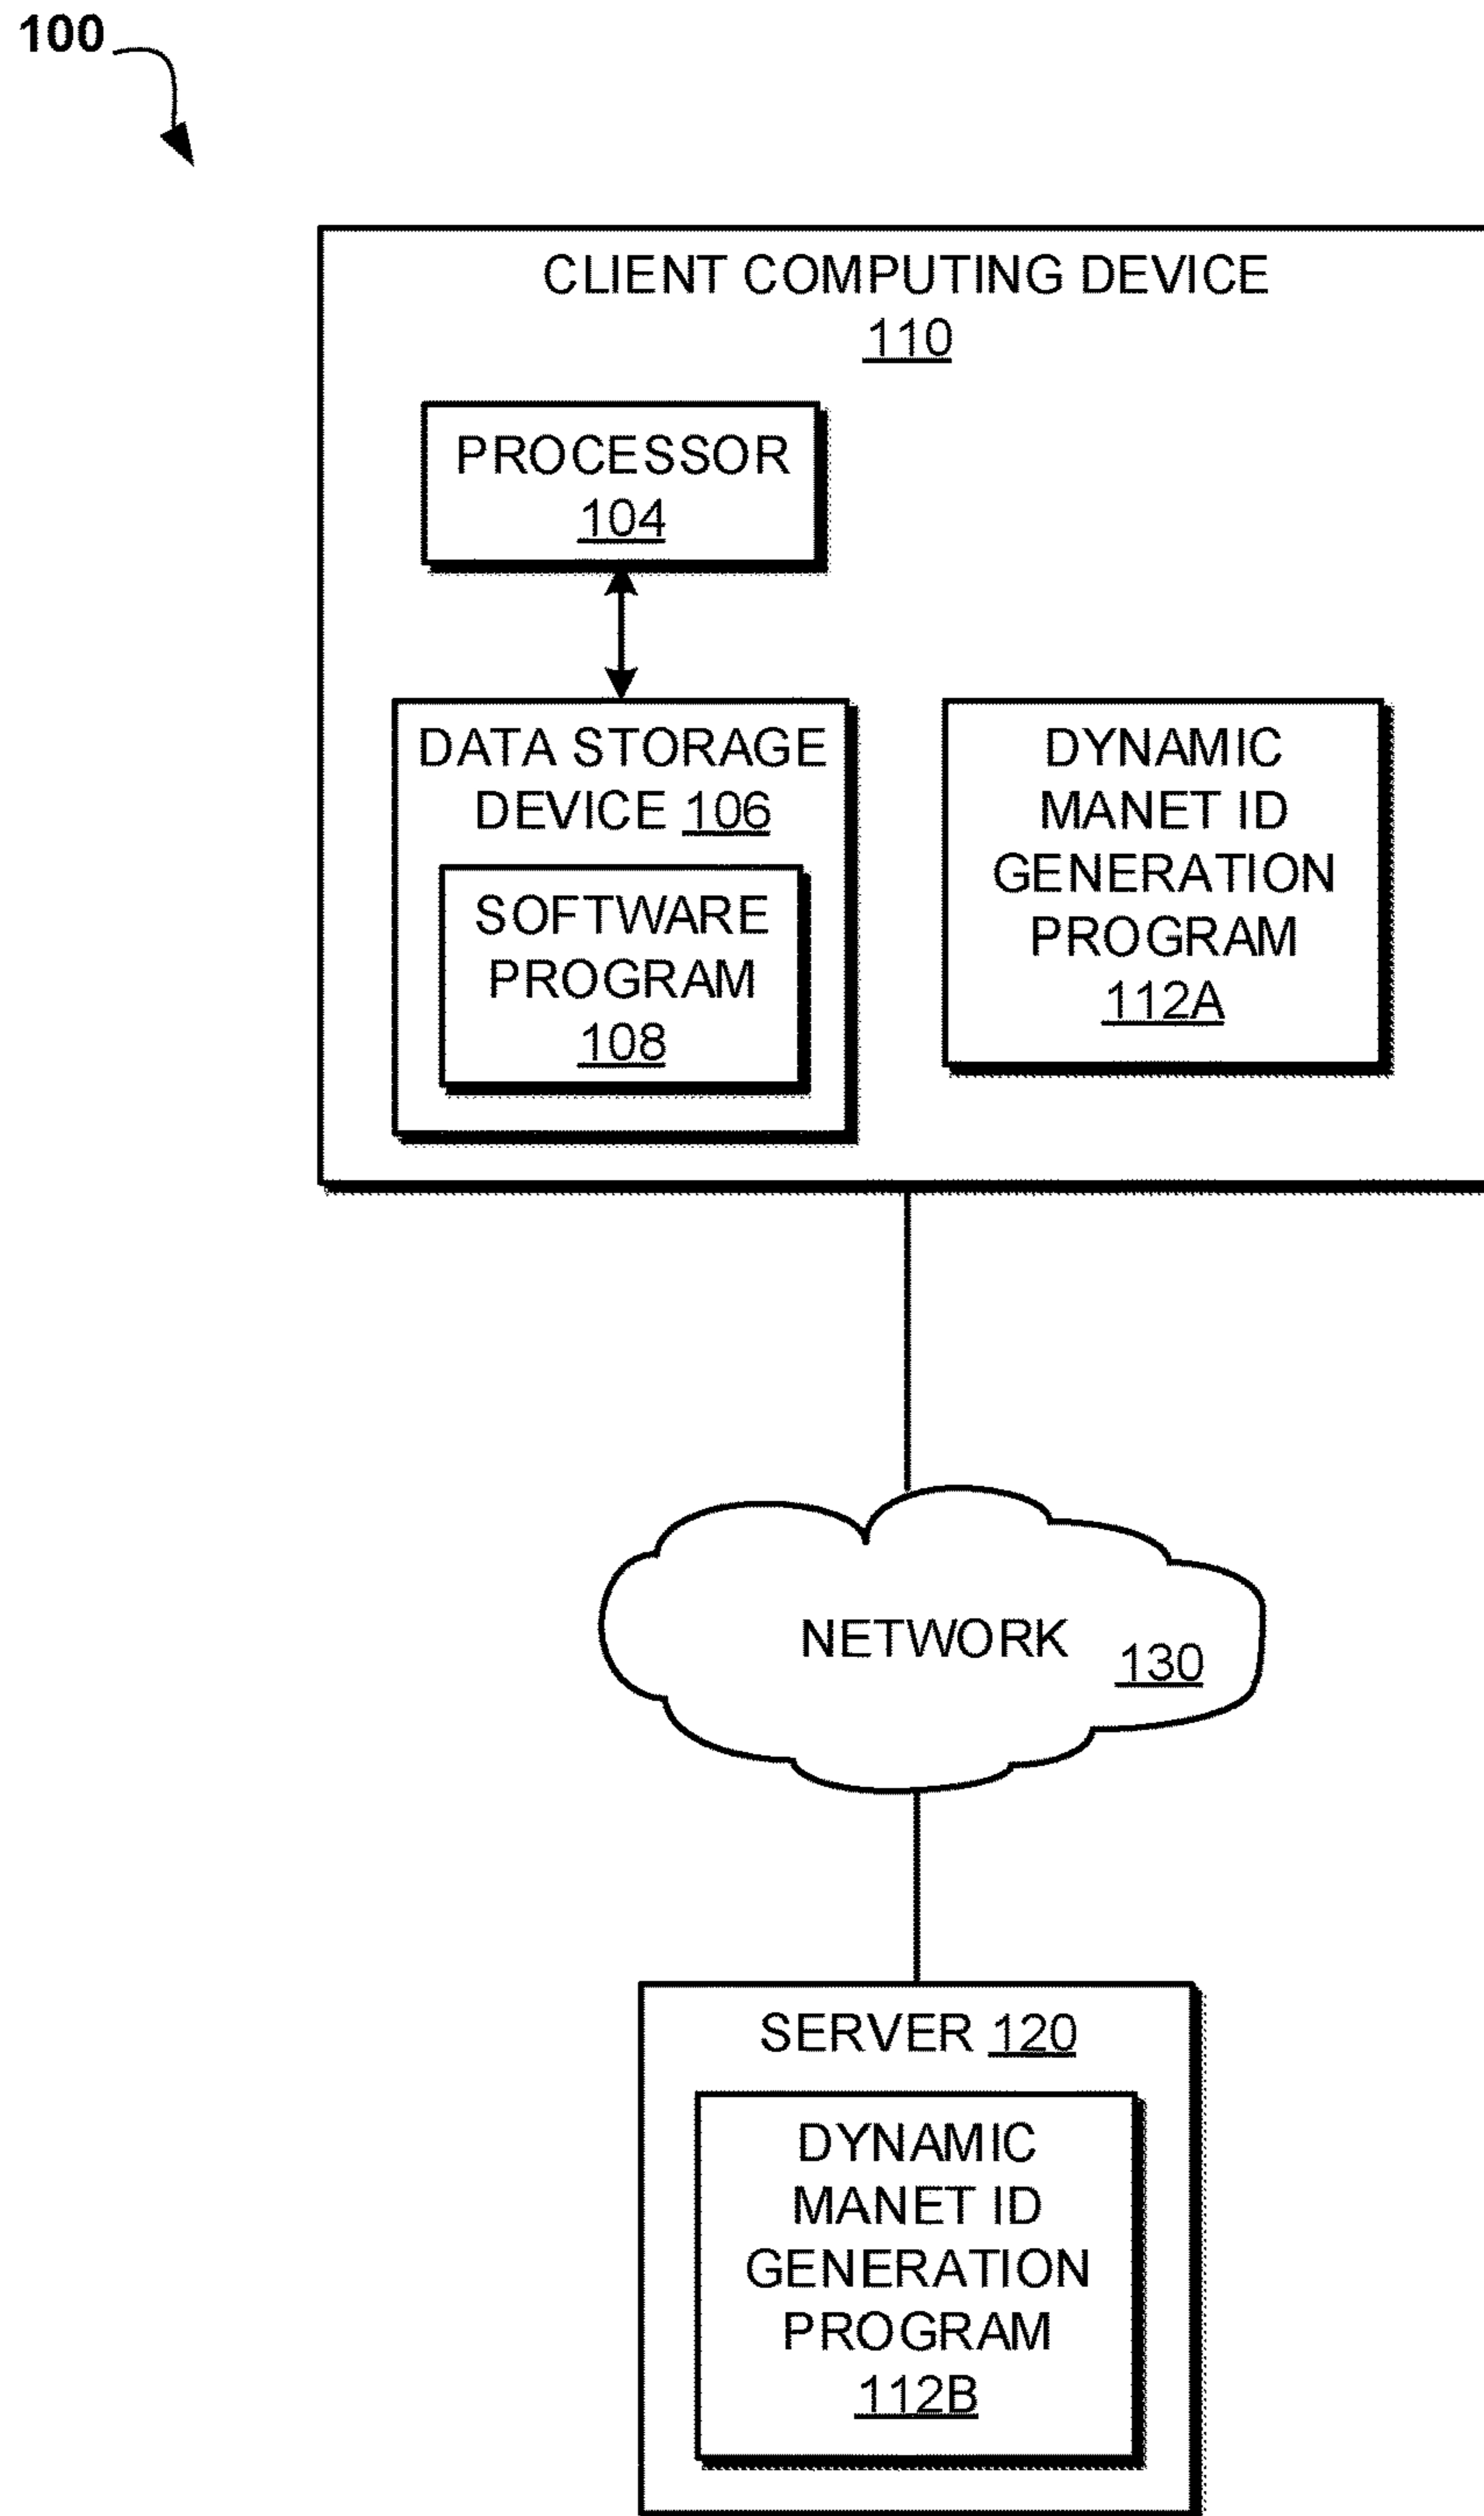 100
CLIENT COMPUTING DEVICE
110
PROCESSOR
104
DATA STORAGE
DEVICE 106
SOFTWARE
PROGRAM
108
DYNAMIC
MANET ID
GENERATION
PROGRAM
112A
NETWORK 130
SERVER 120
DYNAMIC
MANET ID
GENERATION
PROGRAM
112B